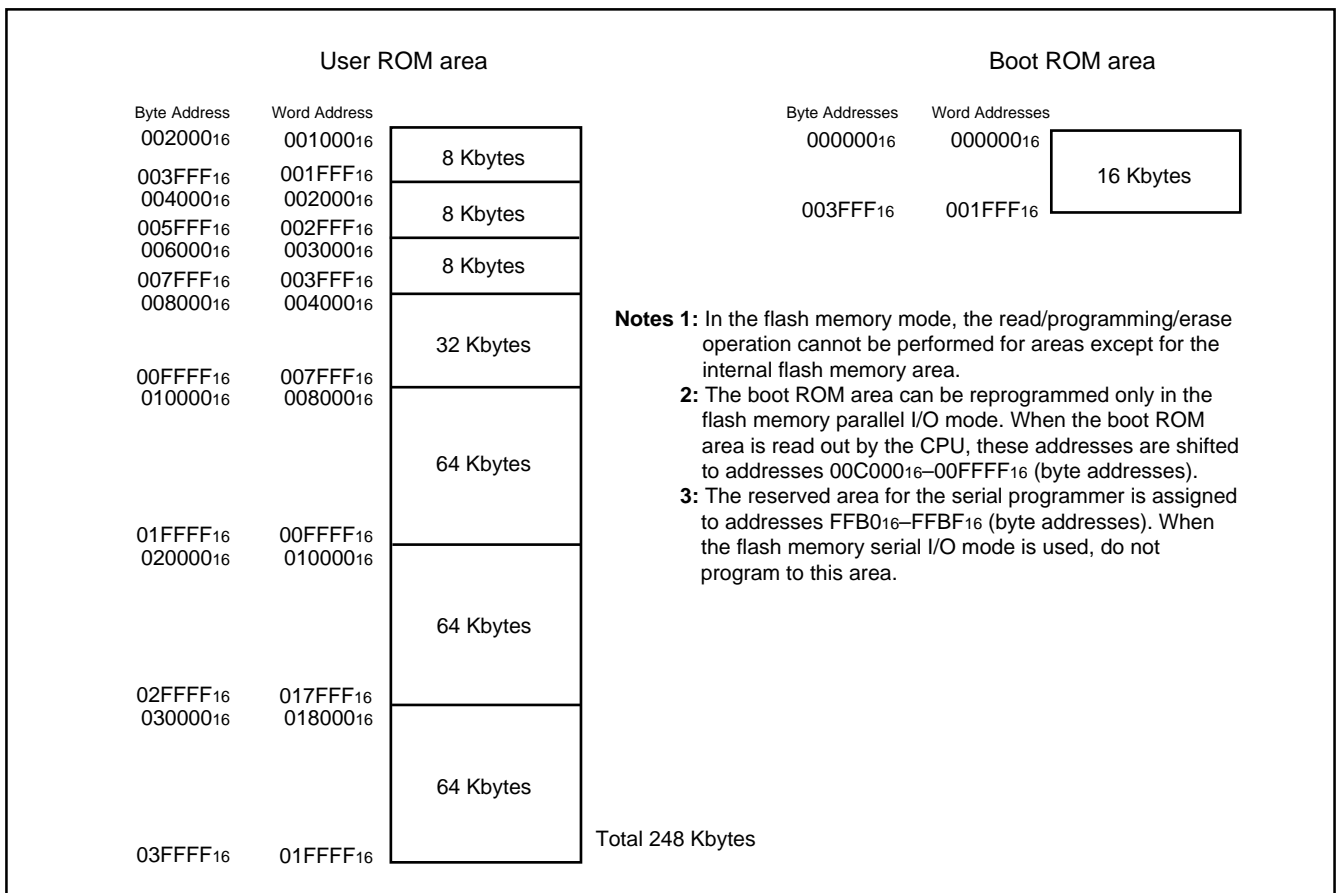 User ROM area
Byte Address Word Address
00200016 00100016
8 Kbytes
003FFF16 001FFF16
00400016 00200016
8 Kbytes
005FFF16 002FFF16
00600016 00300016
8 Kbytes
007FFF16 003FFF16
00800016 00400016
32 Kbytes
00FFFF16 007FFF16
01000016 00800016
64 Kbytes
01FFFF16 00FFFF16
02000016 01000016
64 Kbytes
02FFFF16 017FFF16
03000016 01800016
64 Kbytes
03FFFF16 01FFFF16
Total 248 Kbytes
Boot ROM area
Byte Addresses Word Addresses
00000016 00000016
16 Kbytes
003FFF16 001FFF16
Notes 1: In the flash memory mode, the read/programming/erase
operation cannot be performed for areas except for the
internal flash memory area.
2: The boot ROM area can be reprogrammed only in the
flash memory parallel I/O mode. When the boot ROM
area is read out by the CPU, these addresses are shifted
to addresses 00C00016–00FFFF16 (byte addresses).
3: The reserved area for the serial programmer is assigned
to addresses FFB016–FFBF16 (byte addresses). When
the flash memory serial I/O mode is used, do not
program to this area.